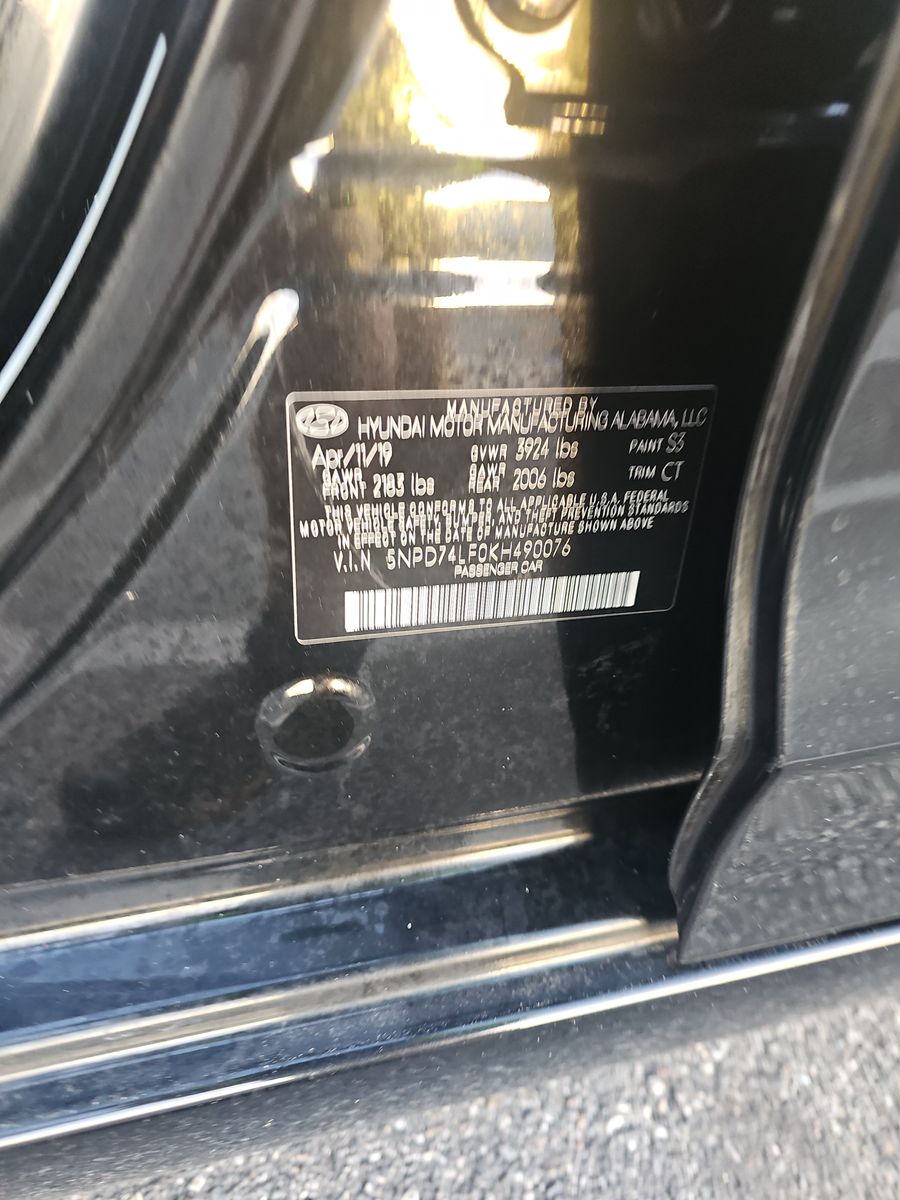 MANUFACTURED BY
HYUNDAI MOTOR MANUFACTURING ALABAMA, LLC
Apr/11/19 GVWR 3924 lbs PAINT S3
GAWR FRONT 2183 lbs GAWR REAR 2006 lbs TRIM CT
THIS VEHICLE CONFORMS TO ALL APPLICABLE U.S.A. FEDERAL
MOTOR VEHICLE SAFETY, BUMPER, AND THEFT PREVENTION STANDARDS
IN EFFECT ON THE DATE OF MANUFACTURE SHOWN ABOVE
V.I.N 5NPD74LF0KH490076
PASSENGER CAR